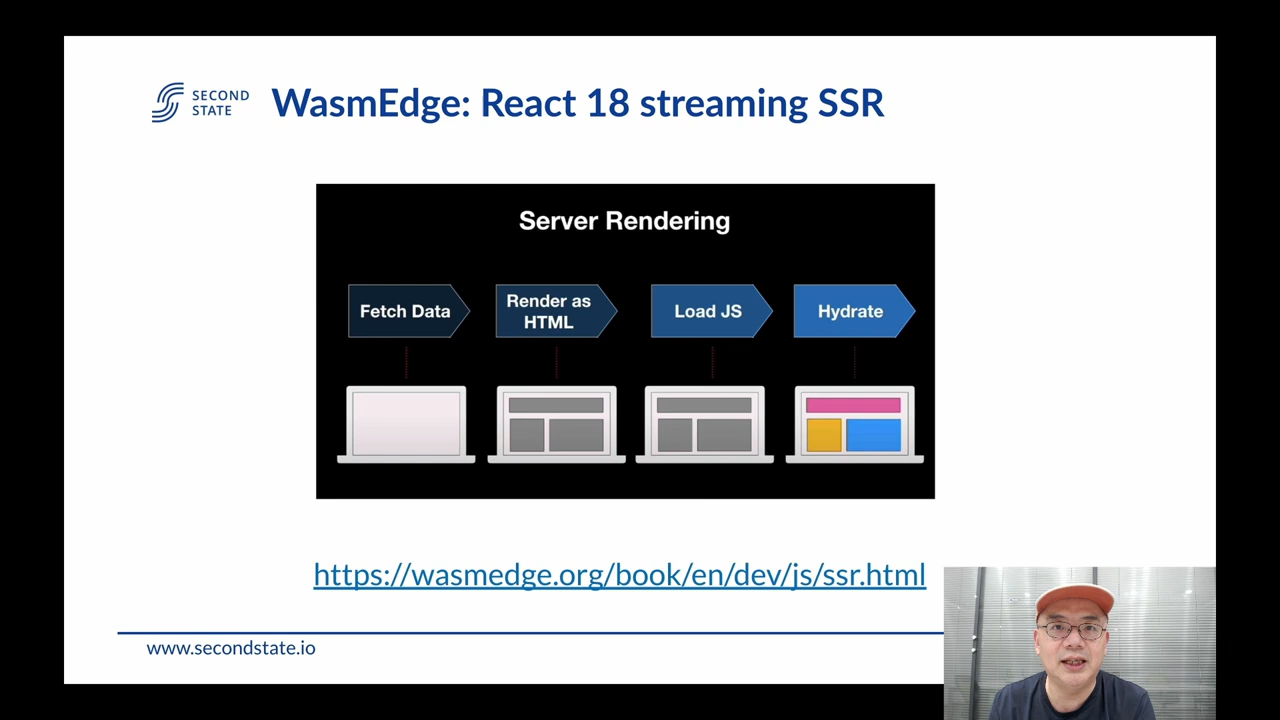 SECOND
STATE
WasmEdge: React 18 streaming SSR
Server Rendering
Fetch Data
Render as
HTML
Load JS
Hydrate
https://wasmedge.org/book/en/dev/js/ssr.html
www.secondstate.io